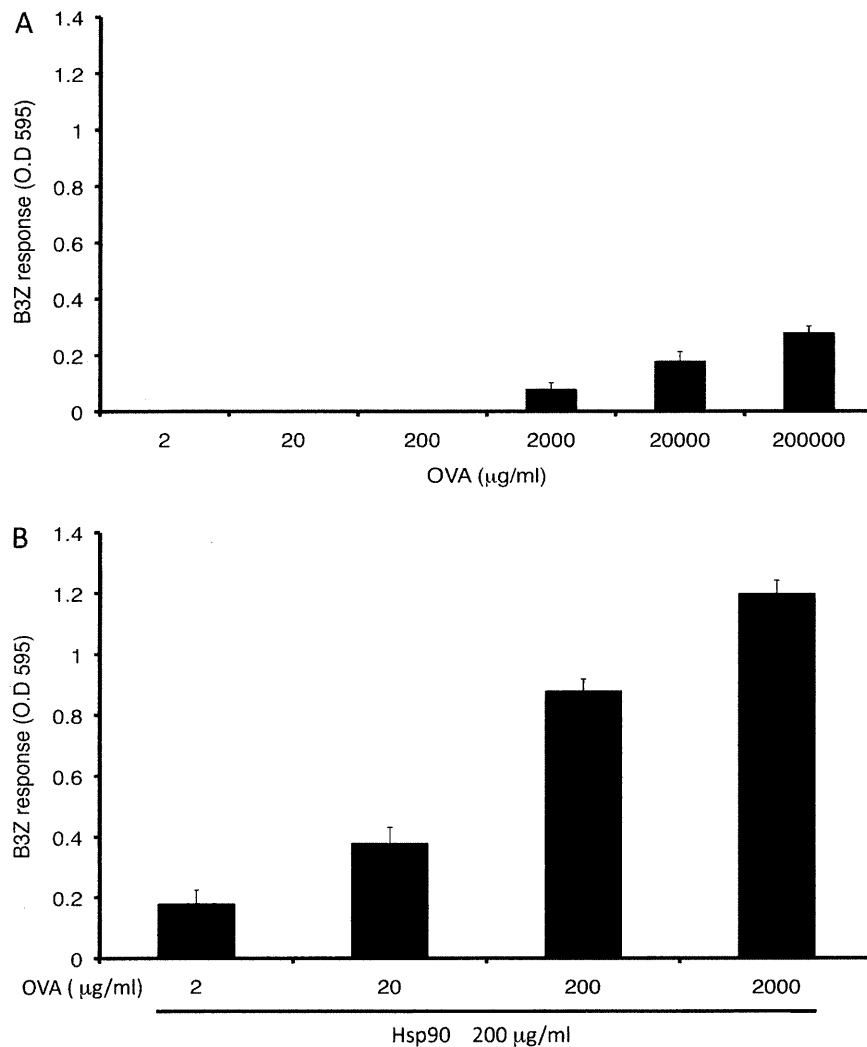 A
1.4
1.2
1
0.8
0.6
0.4
0.2
0
B3Z response (O.D 595)
2 20 200 2000 20000 200000
OVA (μg/ml)
B
1.4
1.2
1
0.8
0.6
0.4
0.2
0
B3Z response (O.D 595)
OVA ( μg/ml) 2 20 200 2000
Hsp90 200 μg/ml